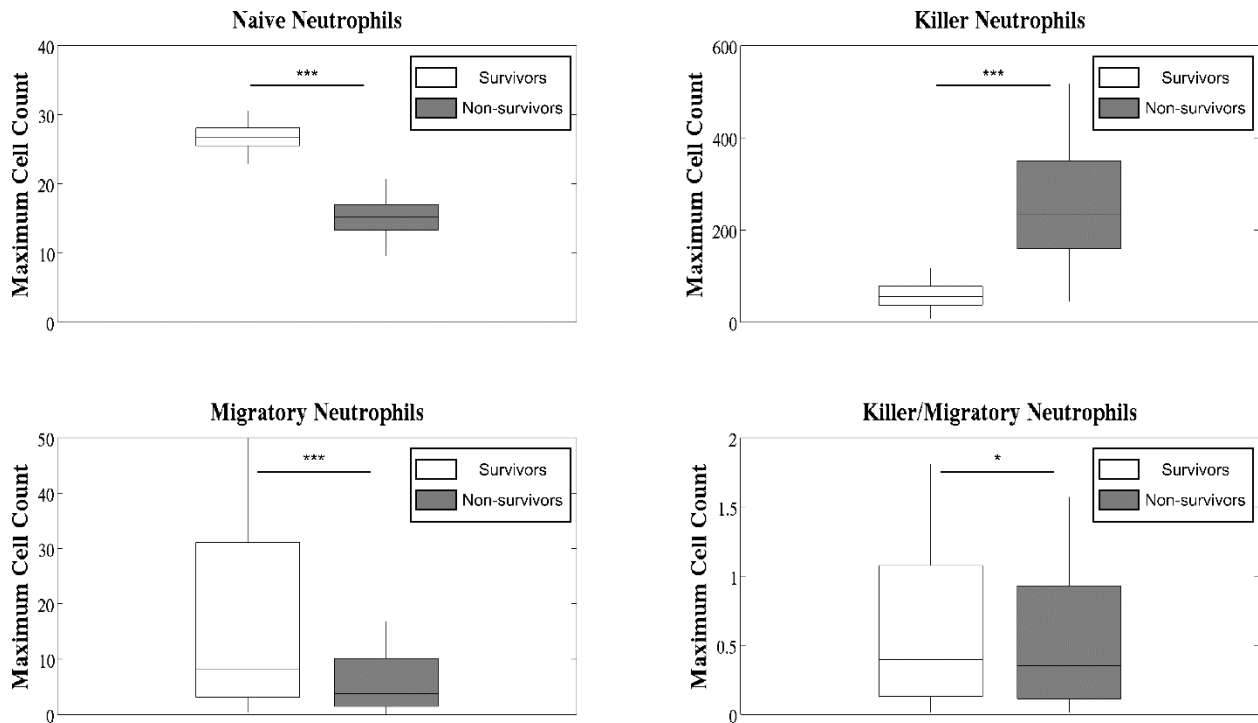 Naive Neutrophils
Maximum Cell Count
40
30
20
10
0
***
Survivors
Non-survivors
Killer Neutrophils
Maximum Cell Count
600
400
200
0
***
Survivors
Non-survivors
Migratory Neutrophils
Maximum Cell Count
50
40
30
20
10
0
***
Survivors
Non-survivors
Killer/Migratory Neutrophils
Maximum Cell Count
2
1.5
1
0.5
0
*
Survivors
Non-survivors